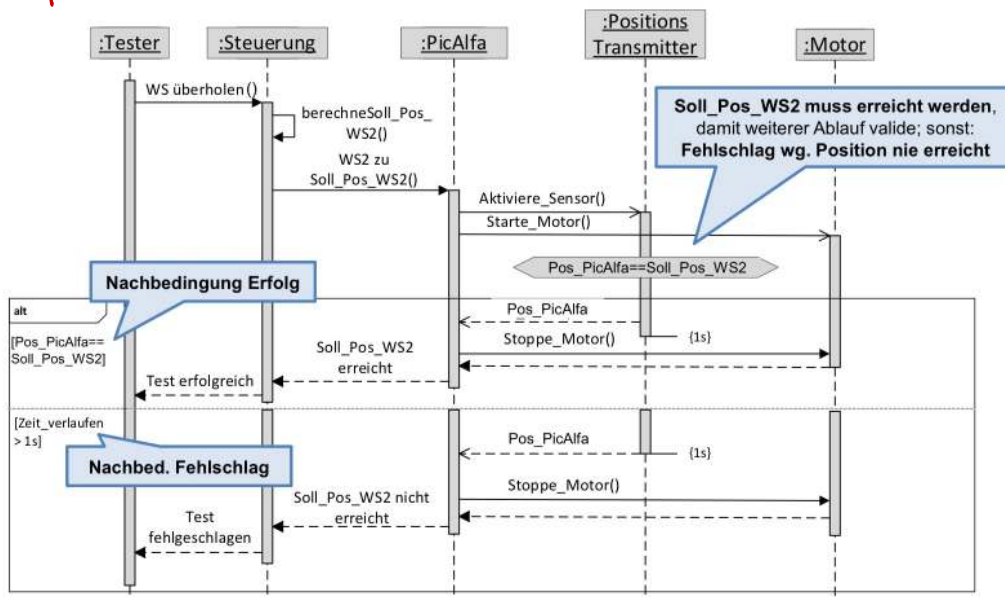 :Tester
:Steuerung
:PicAlfa
:Positions
Transmitter
:Motor
WS überholen()
berechneSoll_Pos_
WS2()
WS2 zu
Soll_Pos_WS2()
Soll_Pos_WS2 muss erreicht werden,
damit weiterer Ablauf valide; sonst:
Fehlschlag wg. Position nie erreicht
Aktiviere_Sensor()
Starte_Motor()
Pos_PicAlfa==Soll_Pos_WS2
Nachbedingung Erfolg
alt
[Pos_PicAlfa==
Soll_Pos_WS2]
Pos_PicAlfa
{1s}
Stoppe_Motor()
Soll_Pos_WS2
erreicht
Test erfolgreich
[Zeit_verlaufen
> 1s]
Pos_PicAlfa
{1s}
Nachbed. Fehlschlag
Stoppe_Motor()
Soll_Pos_WS2 nicht
erreicht
Test
fehlgeschlagen